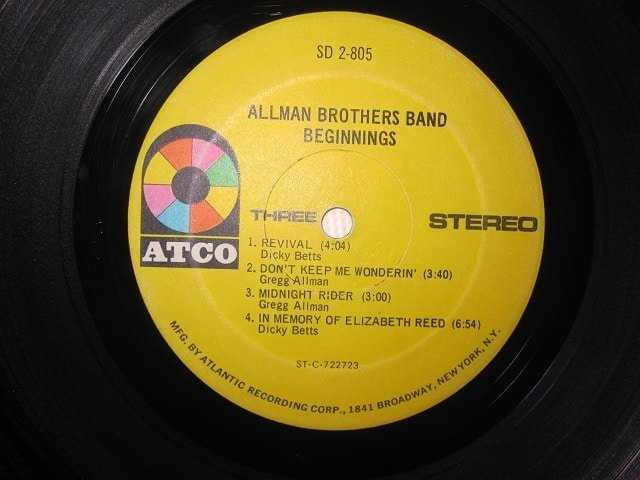 SD 2-805
ALLMAN BROTHERS BAND
BEGINNINGS
ATCO
THREE
STEREO
1. REVIVAL (4:04)
Dicky Betts
2. DON'T KEEP ME WONDERIN' (3:40)
Gregg Allman
3. MIDNIGHT RIDER (3:00)
Gregg Allman
4. IN MEMORY OF ELIZABETH REED (6:54)
Dicky Betts
ST-C-722723
MFG. BY ATLANTIC RECORDING CORP., 1841 BROADWAY, NEW YORK, N.Y.